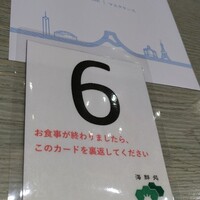 6
お食事が終わりましたら、
このカードを裏返してください